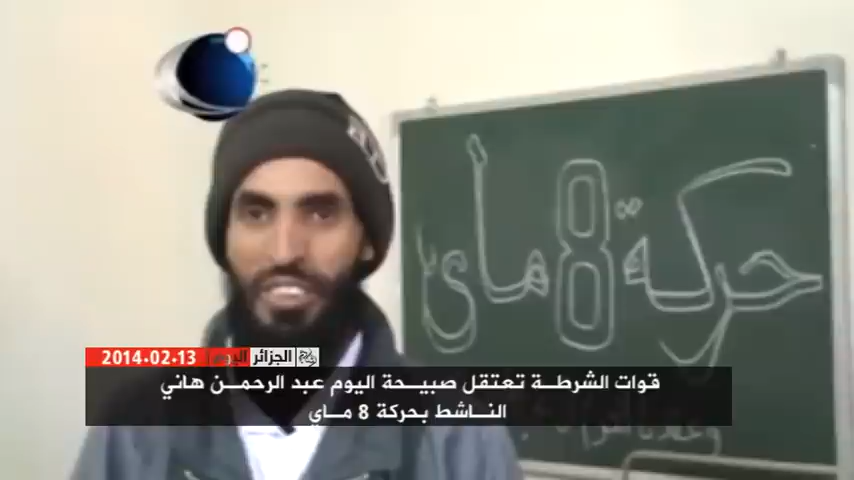 حركة 8 ماي
2014.02.13 الجزائر اليوم
قوات الشرطة تعتقل صبيحة اليوم عبد الرحمن هاني
الناشط بحركة 8 ماي